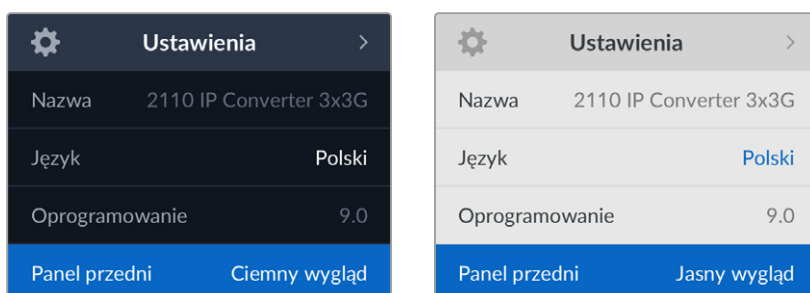 Ustawienia
Nazwa 2110 IP Converter 3x3G
Język Polski
Oprogramowanie 9.0
Panel przedni Ciemny wygląd
Ustawienia
Nazwa 2110 IP Converter 3x3G
Język Polski
Oprogramowanie 9.0
Panel przedni Jasny wygląd